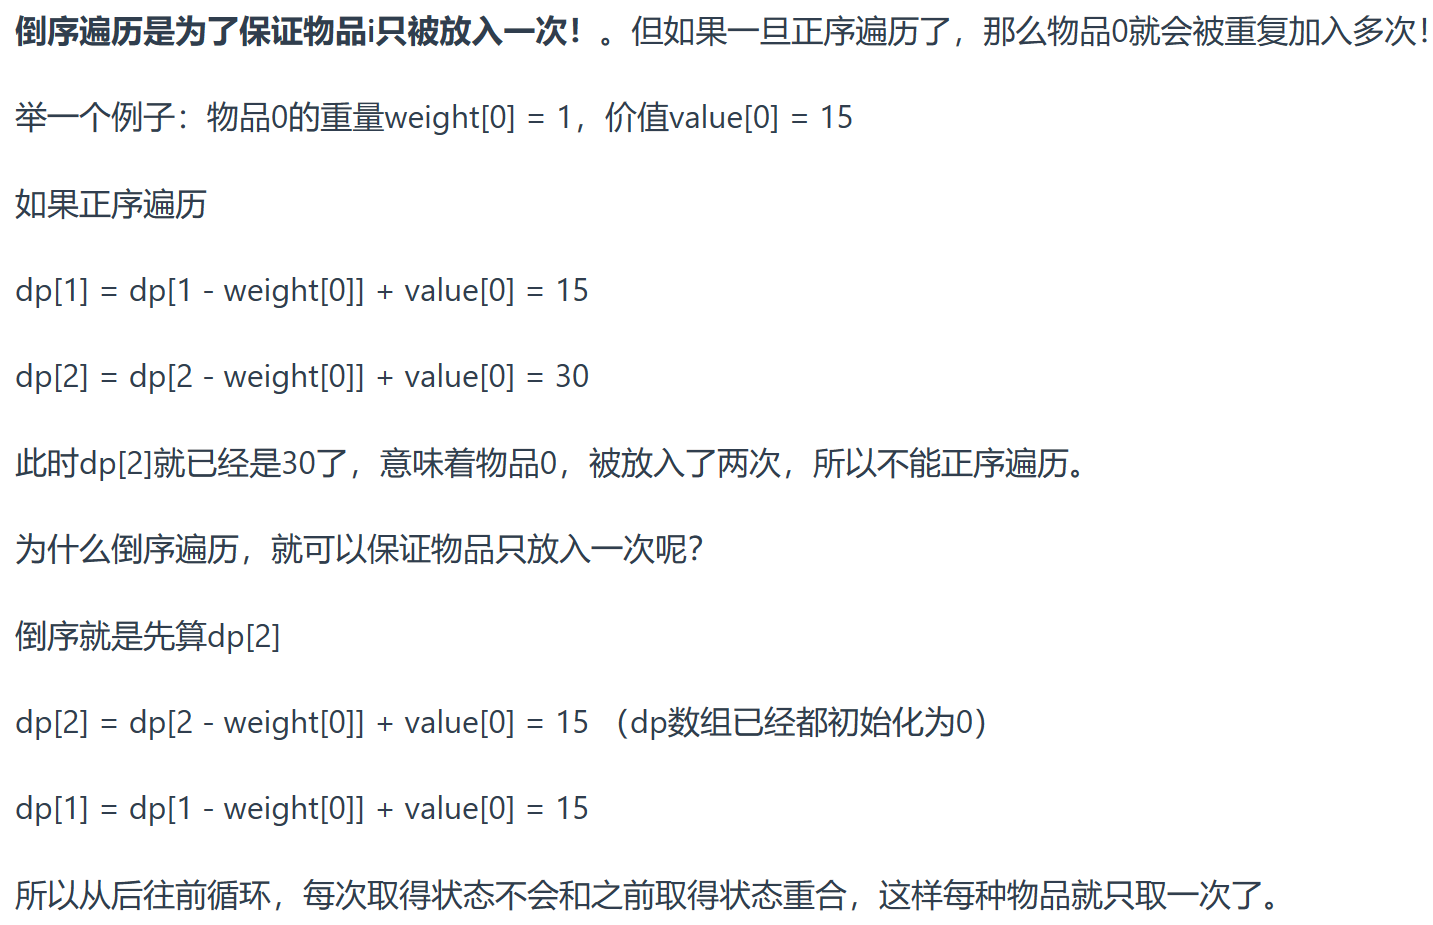 倒序遍历是为了保证物品i只被放入一次！。但如果一旦正序遍历了，那么物品0就会被重复加入多次！
举一个例子：物品0的重量weight[0] = 1，价值value[0] = 15
如果正序遍历
dp[1] = dp[1 - weight[0]] + value[0] = 15
dp[2] = dp[2 - weight[0]] + value[0] = 30
此时dp[2]就已经是30了，意味着物品0，被放入了两次，所以不能正序遍历。
为什么倒序遍历，就可以保证物品只放入一次呢？
倒序就是先算dp[2]
dp[2] = dp[2 - weight[0]] + value[0] = 15 （dp数组已经都初始化为0）
dp[1] = dp[1 - weight[0]] + value[0] = 15
所以从后往前循环，每次取得状态不会和之前取得状态重合，这样每种物品就只取一次了。